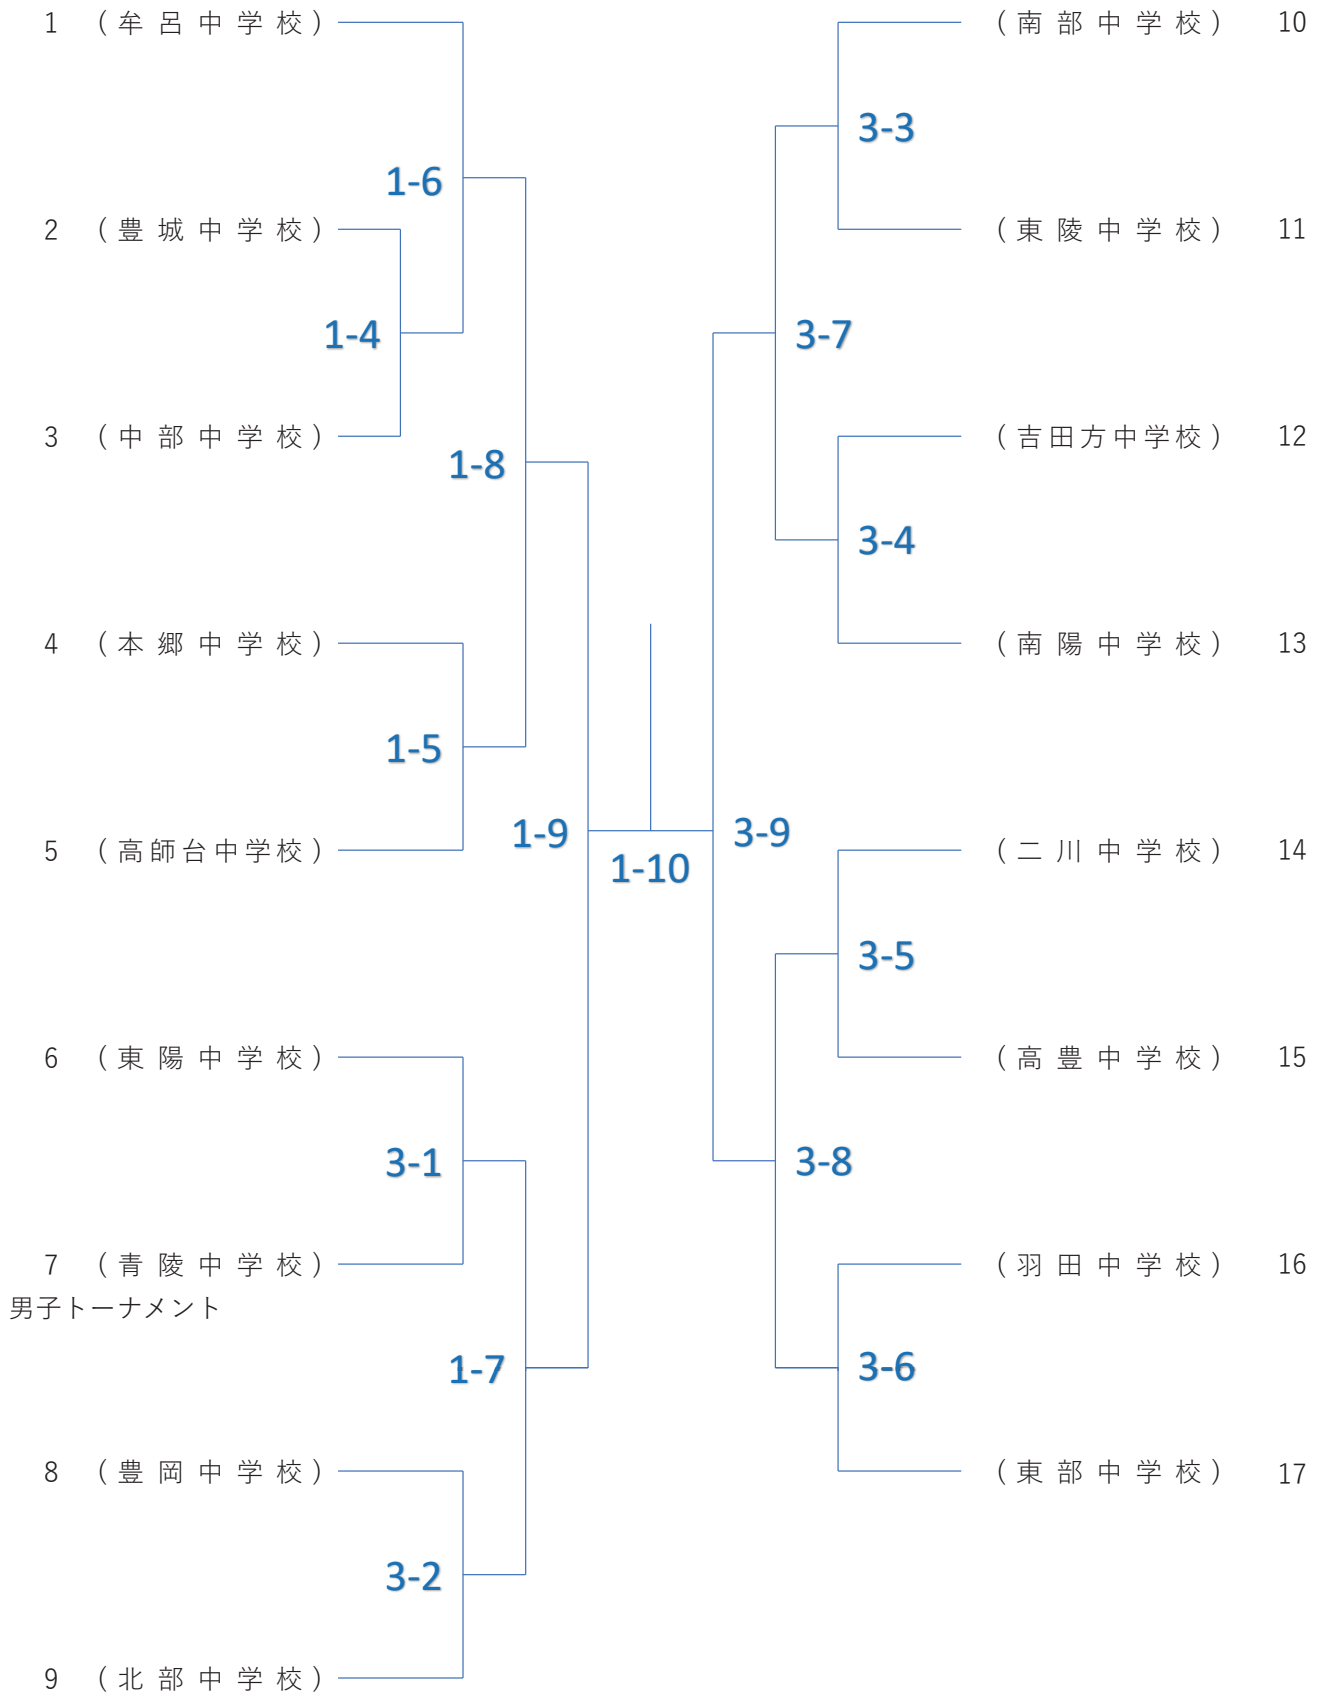 1 (牟呂中学校)
1-6
2 (豊城中学校)
1-4
3 (中部中学校)
1-8
4 (本郷中学校)
1-5
5 (高師台中学校)
1-9
6 (東陽中学校)
3-1
7 (青陵中学校)
男子トーナメント
1-7
8 (豊岡中学校)
3-2
9 (北部中学校)
1-10
(南部中学校) 10
3-3
(東陵中学校) 11
3-7
(吉田方中学校) 12
3-4
(南陽中学校) 13
3-9
(二川中学校) 14
3-5
(高豊中学校) 15
3-8
(羽田中学校) 16
3-6
(東部中学校) 17